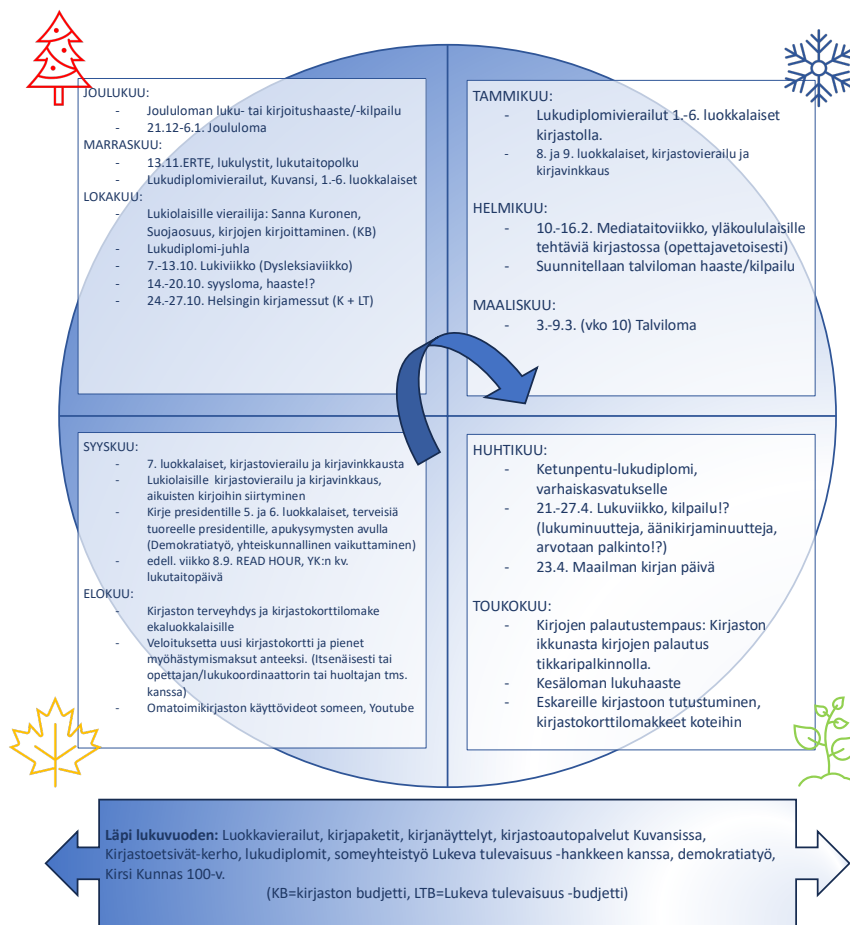 JOULUKUU:
- Joululoman luku- tai kirjoitushaaste/-kilpailu
- 21.12-6.1. Joululoma
MARRASKUU:
- 13.11.ERTE, lukulystit, lukutaitopolku
- Lukudiplomivierailut, Kuvansi, 1.-6. luokkalaiset
LOKAKUU:
- Lukiolaisille vierailija: Sanna Kuronen,
Suojaosuus, kirjojen kirjoittaminen. (KB)
- Lukudiplomi-juhla
- 7.-13.10. Lukiviikko (Dysleksiaviikko)
- 14.-20.10. syysloma, haaste!?
- 24.-27.10. Helsingin kirjamessut (K + LT)
TAMMIKUU:
- Lukudiplomivierailut 1.-6. luokkalaiset
kirjastolla.
- 8. ja 9. luokkalaiset, kirjastovierailu ja
kirjavinkkaus
HELMIKUU:
- 10.-16.2. Mediataitoviikko, yläkoululaisille
tehtäviä kirjastossa (opettajavetoisesti)
- Suunnitellaan talviloman haaste/kilpailu
MAALISKUU:
- 3.-9.3. (vko 10) Talviloma
SYYSKUU:
- 7. luokkalaiset, kirjastovierailu ja kirjavinkkausta
- Lukiolaisille kirjastovierailu ja kirjavinkkaus,
aikuisten kirjoihin siirtyminen
- Kirje presidentille 5. ja 6. luokkalaiset, terveisiä
tuoreelle presidentille, apukysymysten avulla
(Demokratiatyö, yhteiskunnallinen vaikuttaminen)
- edell. viikko 8.9. READ HOUR, YK:n kv.
lukutaitopäivä
ELOKUU:
- Kirjaston terveyhdys ja kirjastokorttilomake
ekaluokkalaisille
- Veloituksetta uusi kirjastokortti ja pienet
myöhästymismaksut anteeksi. (Itsenäisesti tai
opettajan/lukukoordinaattorin tai huoltajan tms.
kanssa)
- Omatoimikirjaston käyttövideot someen, Youtube
HUHTIKUU:
- Ketunpentu-lukudiplomi,
varhaiskasvatukselle
- 21.-27.4. Lukuviikko, kilpailu!?
(lukuminuutteja, äänikirjaminuutteja,
arvotaan palkinto!?)
- 23.4. Maailman kirjan päivä
TOUKOKUU:
- Kirjojen palautustempaus: Kirjaston
ikkunasta kirjojen palautus
tikkaripalkinnolla.
- Kesäloman lukuhaaste
- Eskareille kirjastoon tutustuminen,
kirjastokorttilomakkeet koteihin
Läpi lukuvuoden: Luokkavierailut, kirjapaketit, kirjanäyttelyt, kirjastoautopalvelut Kuvansissa,
Kirjastoetsivät-kerho, lukudiplomit, someyhteistyö Lukeva tulevaisuus -hankkeen kanssa, demokratiatyö,
Kirsi Kunnas 100-v.
(KB=kirjaston budjetti, LTB=Lukeva tulevaisuus -budjetti)